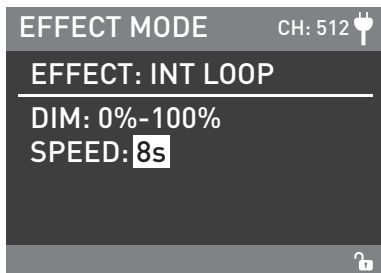 EFFECT MODE CH: 512
EFFECT: INT LOOP
DIM: 0%-100%
SPEED: 8s